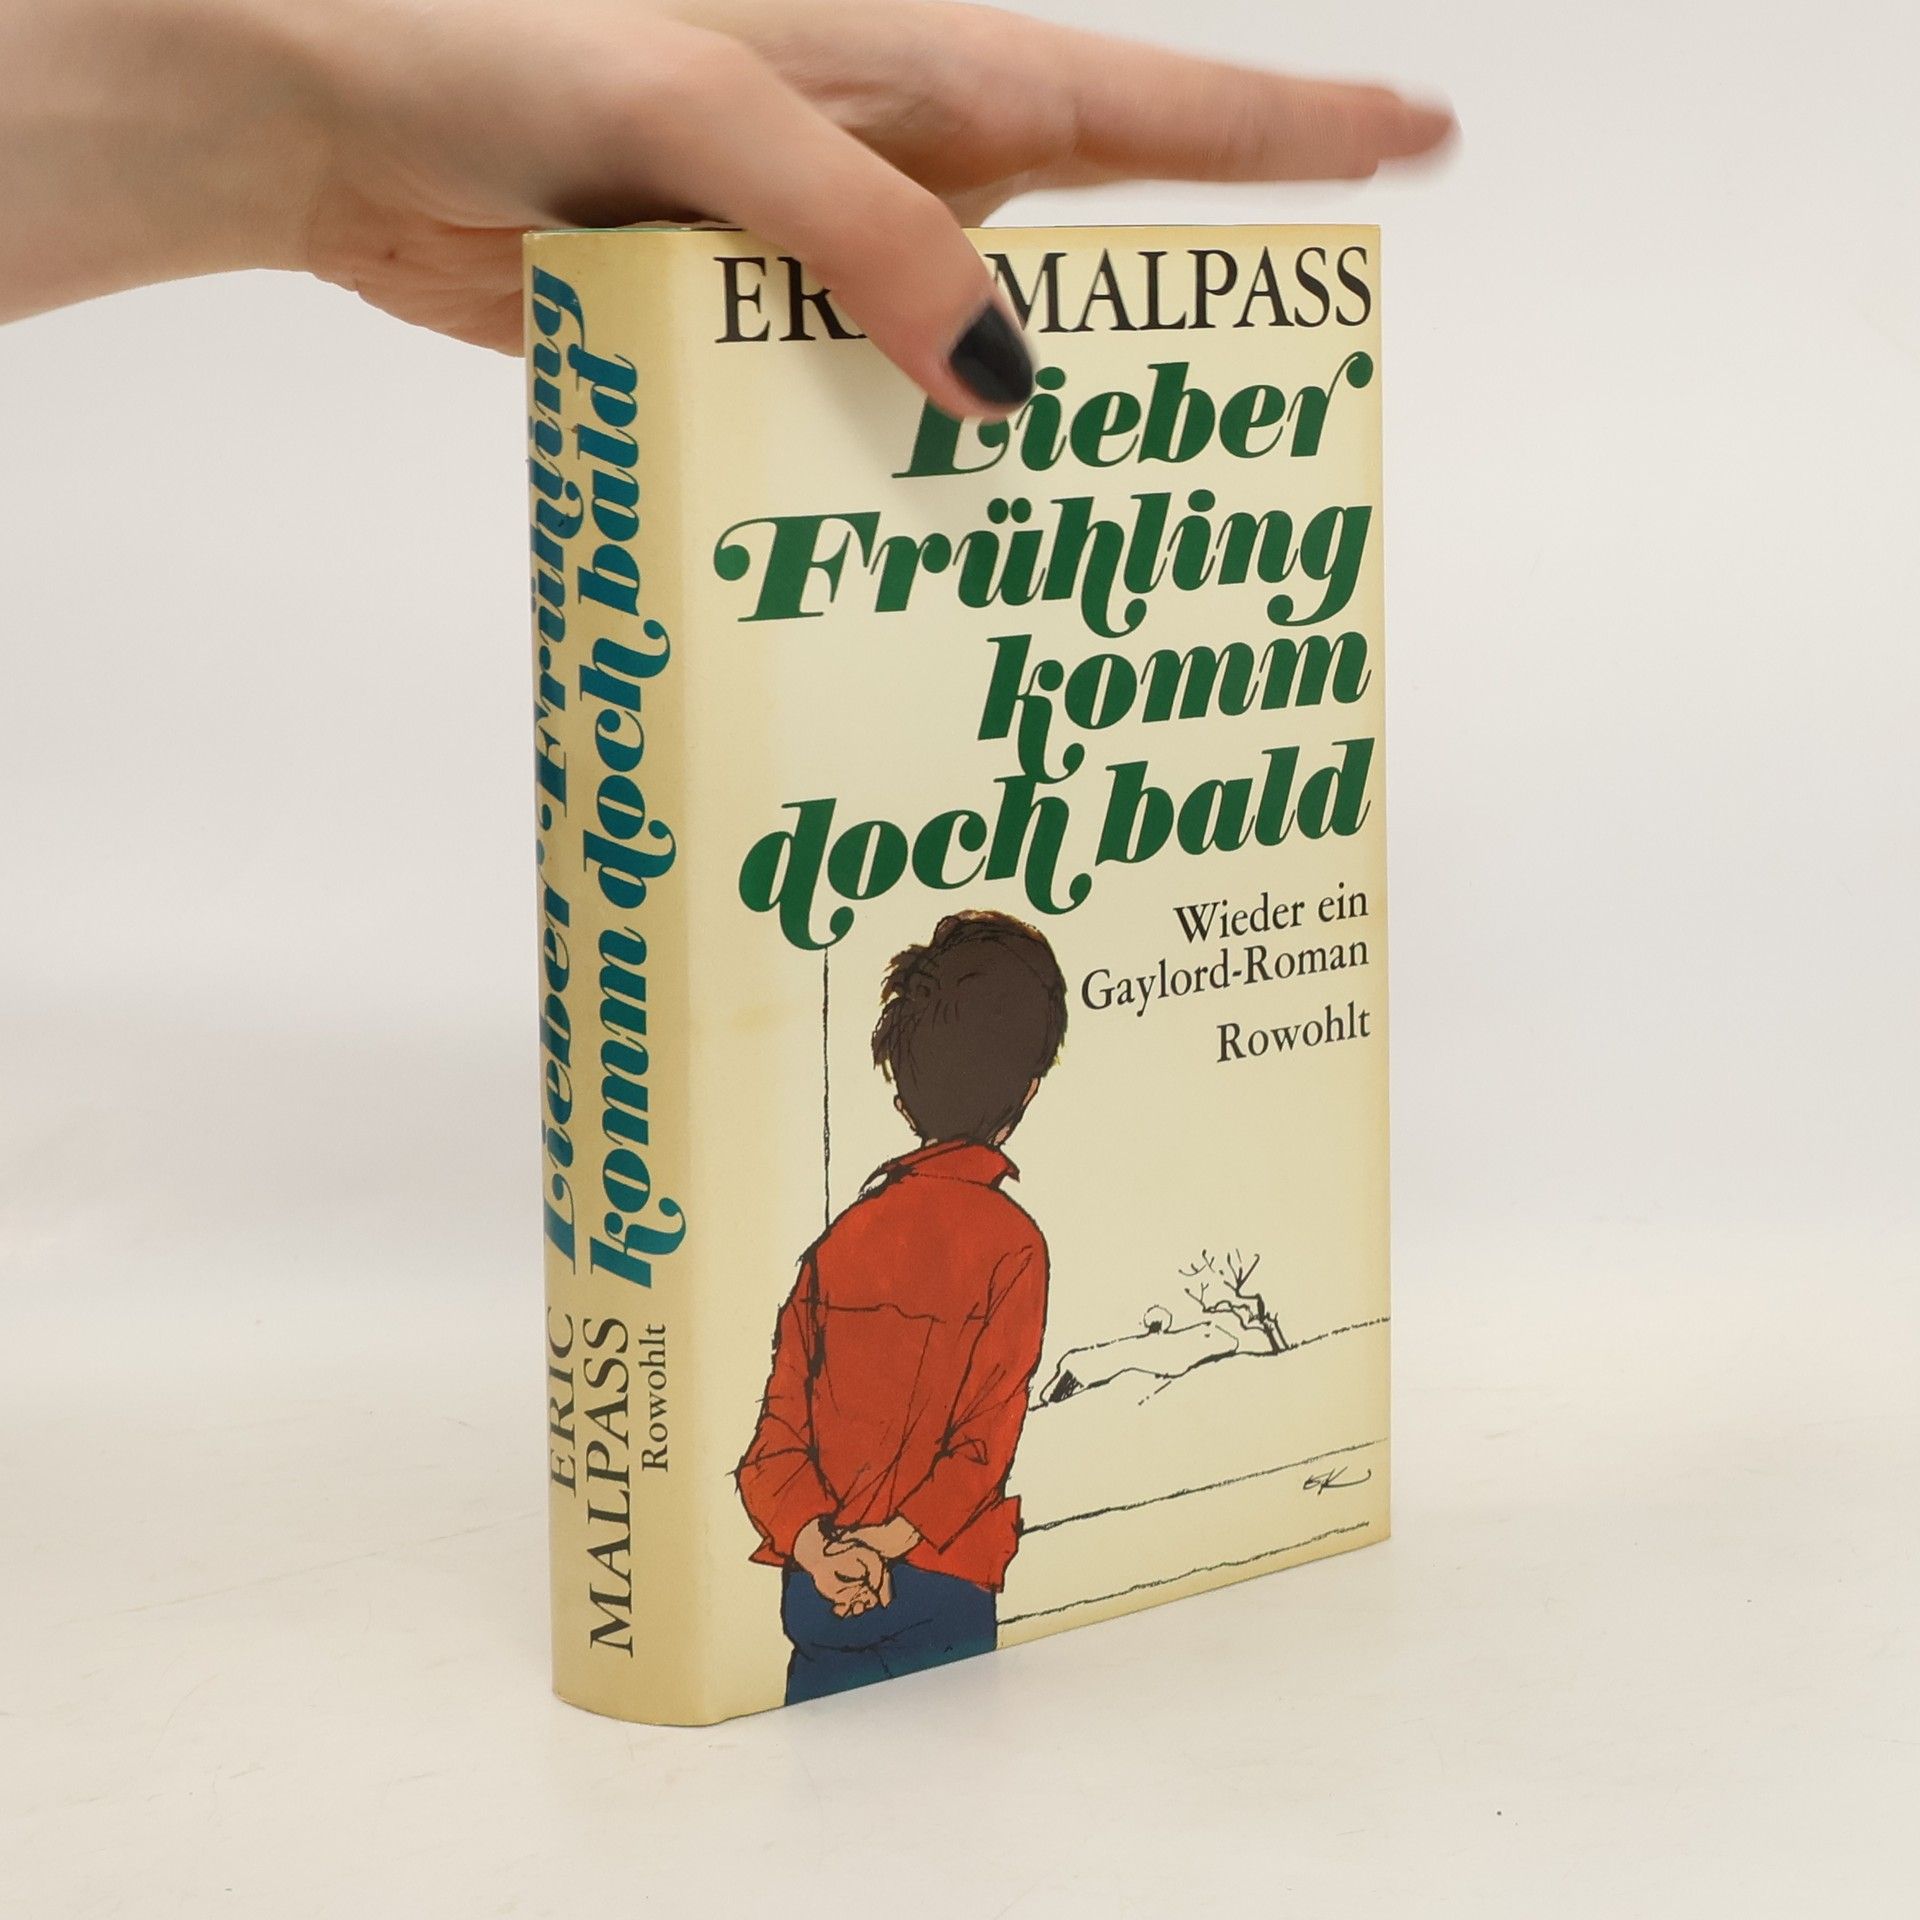 ERIC MALPASS
Lieber
Frühling
komm
doch bald
Wieder ein
Gaylord-Roman
Rowohlt
Lieber Frühling
komm doch bald
ERIC
MALPASS
Rowohlt